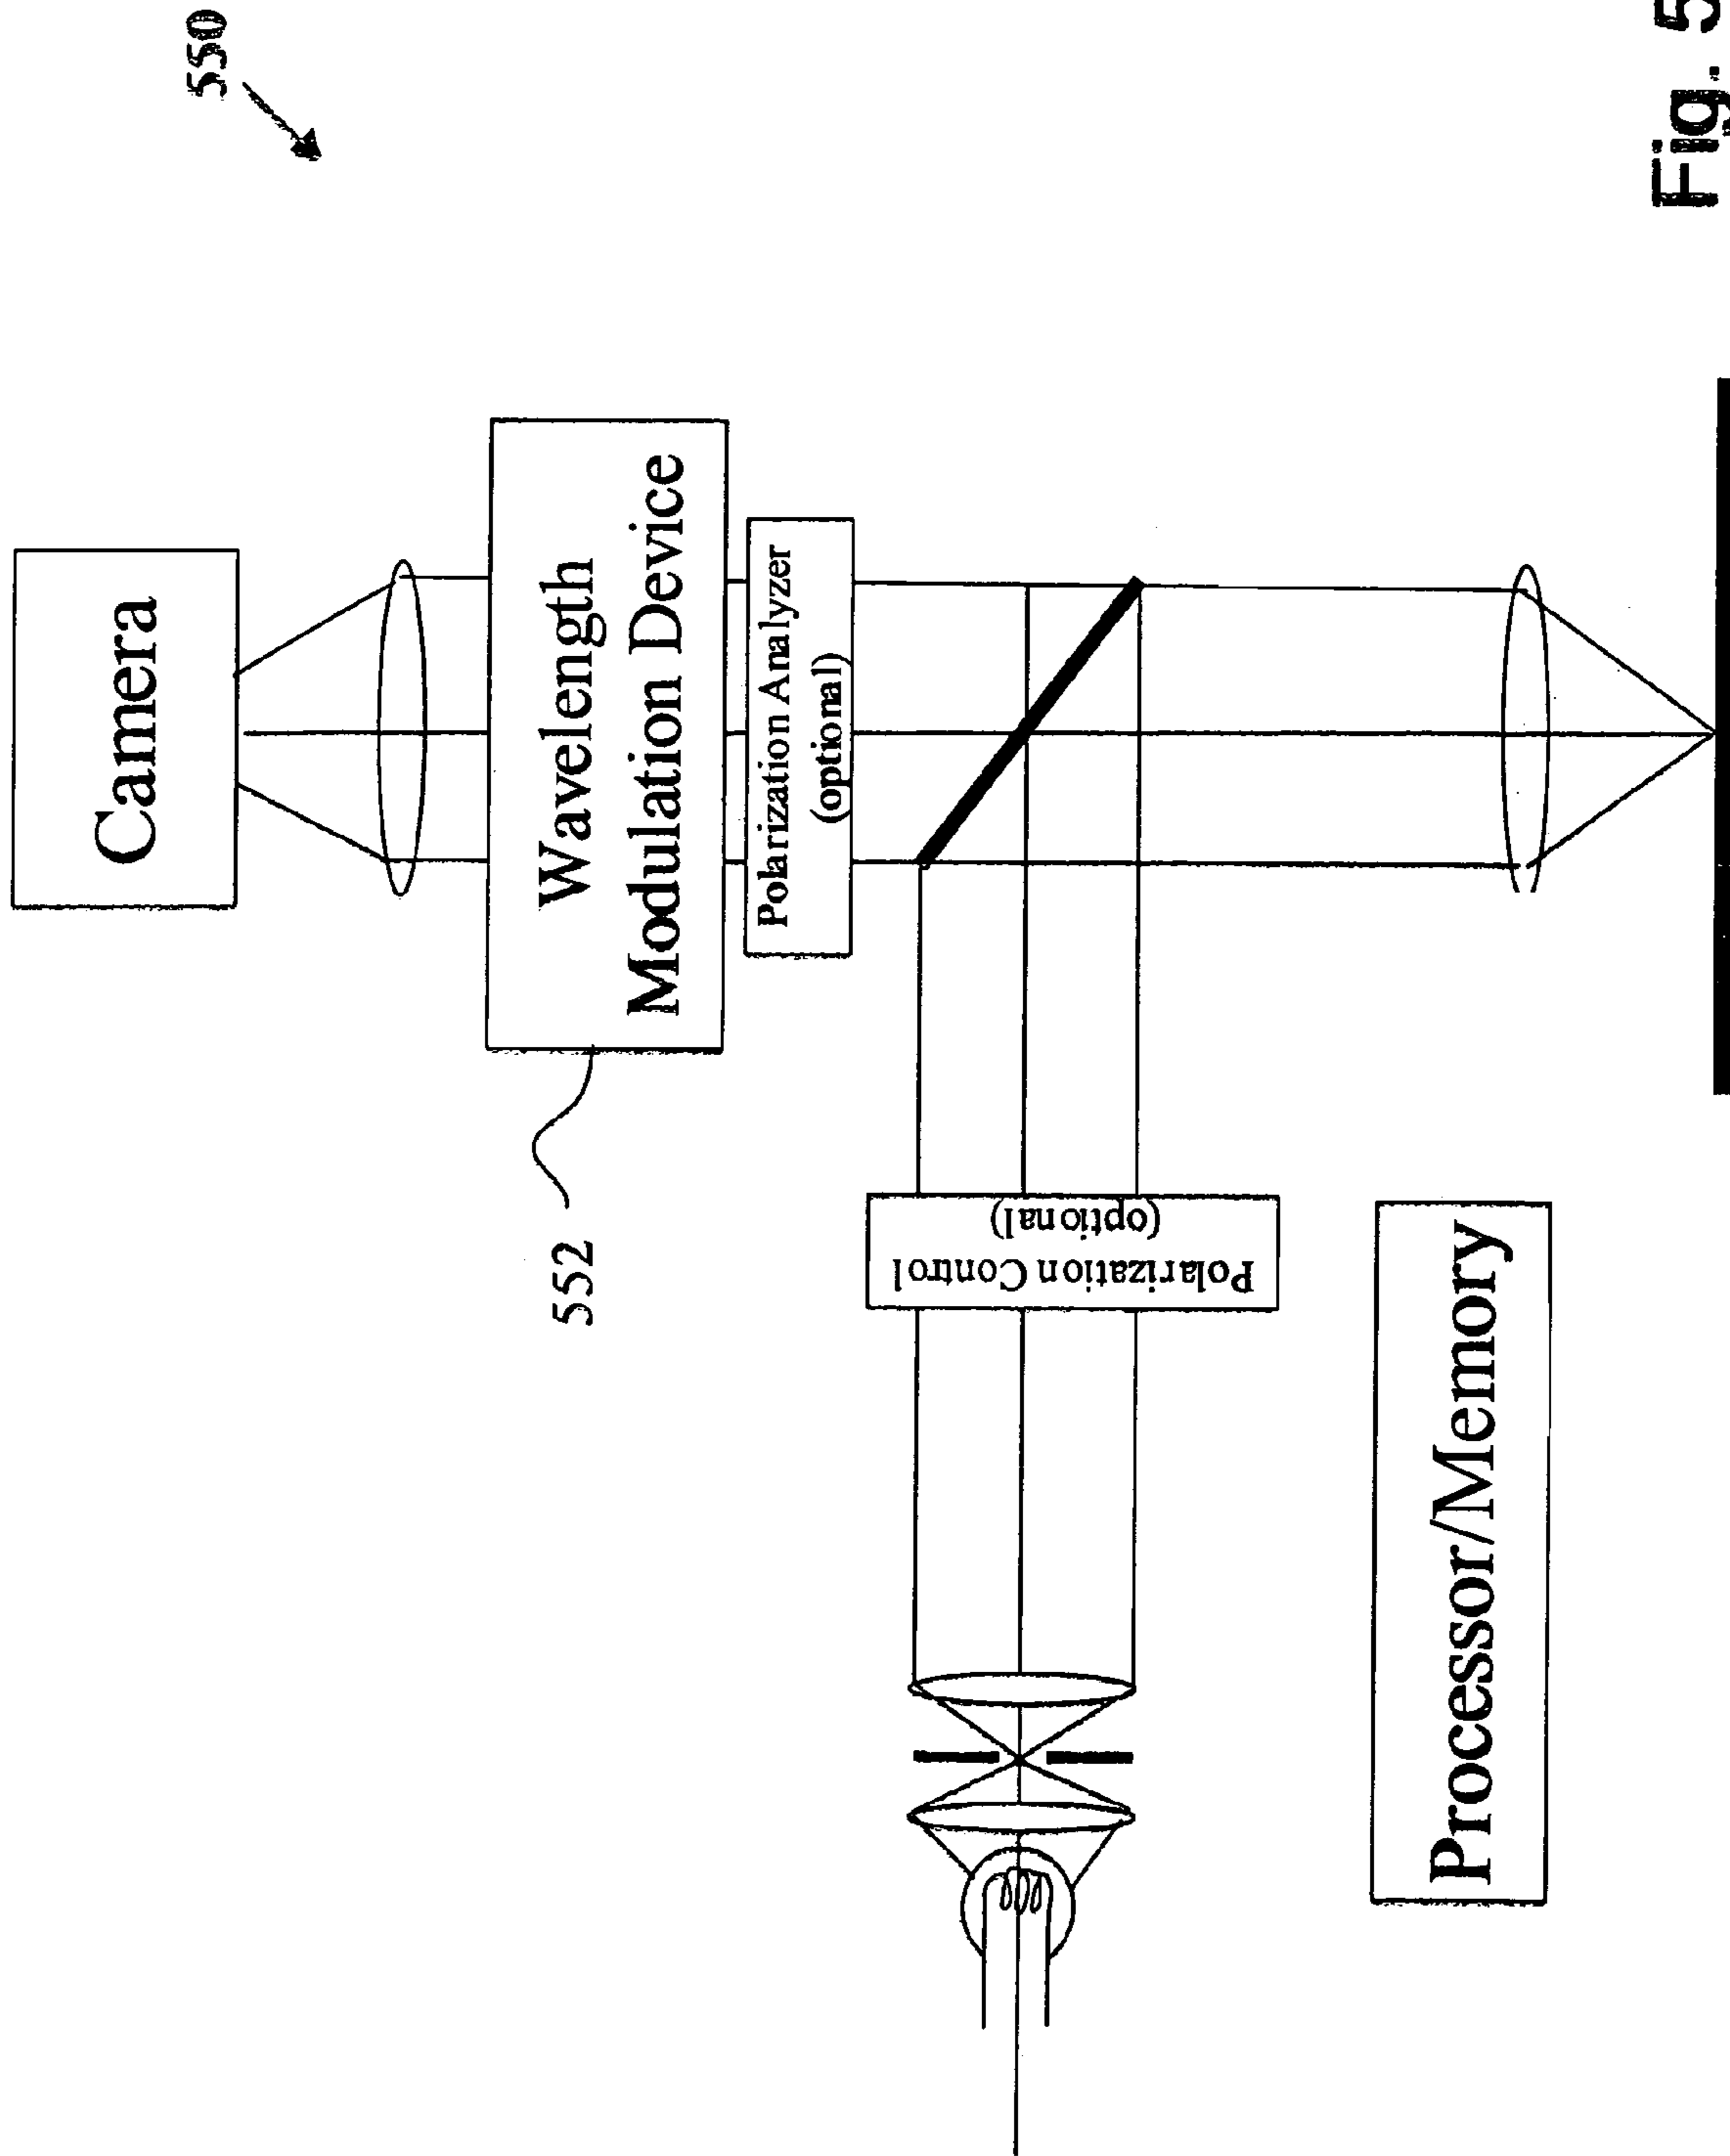 550
Camera
Wavelength
Modulation Device
Polarization Analyzer
(optional)
552
Polarization Control
(optional)
Processor/Memory
Fig. 5